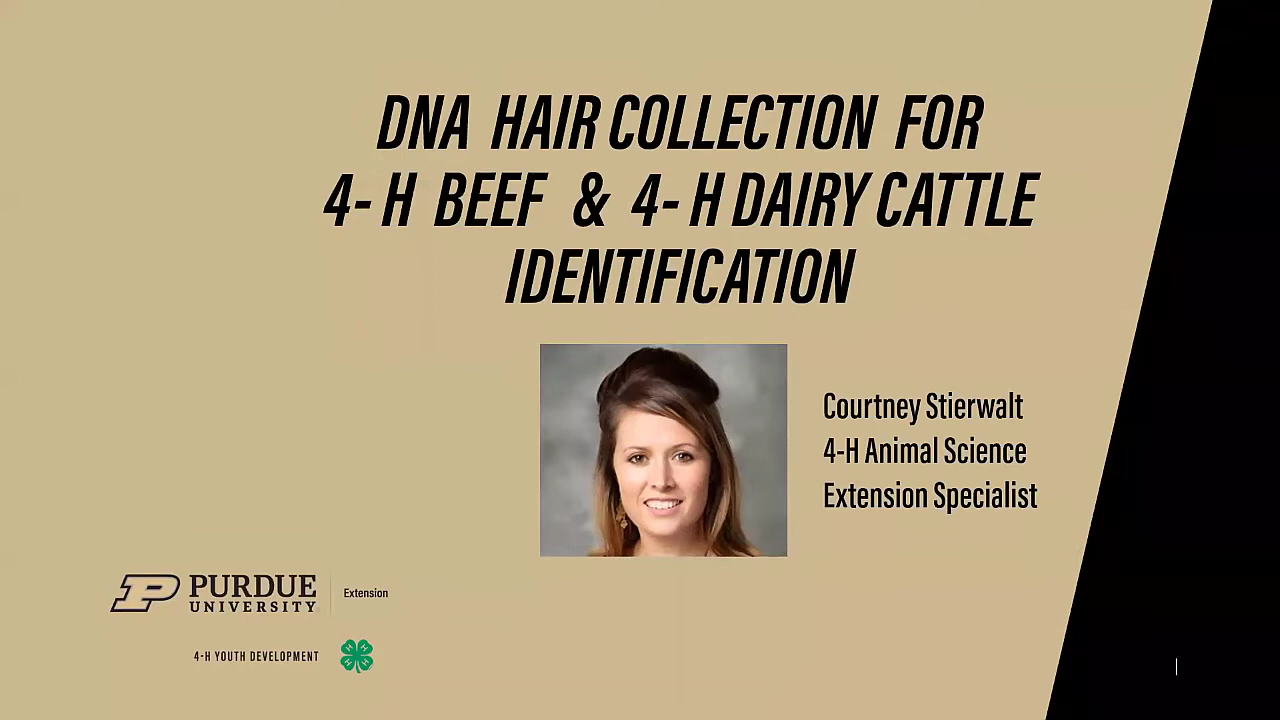 DNA HAIR COLLECTION FOR
4-H BEEF & 4-H DAIRY CATTLE
IDENTIFICATION
Courtney Stierwalt
4-H Animal Science
Extension Specialist
PURDUE
UNIVERSITY
Extension
4-H YOUTH DEVELOPMENT
H H H H